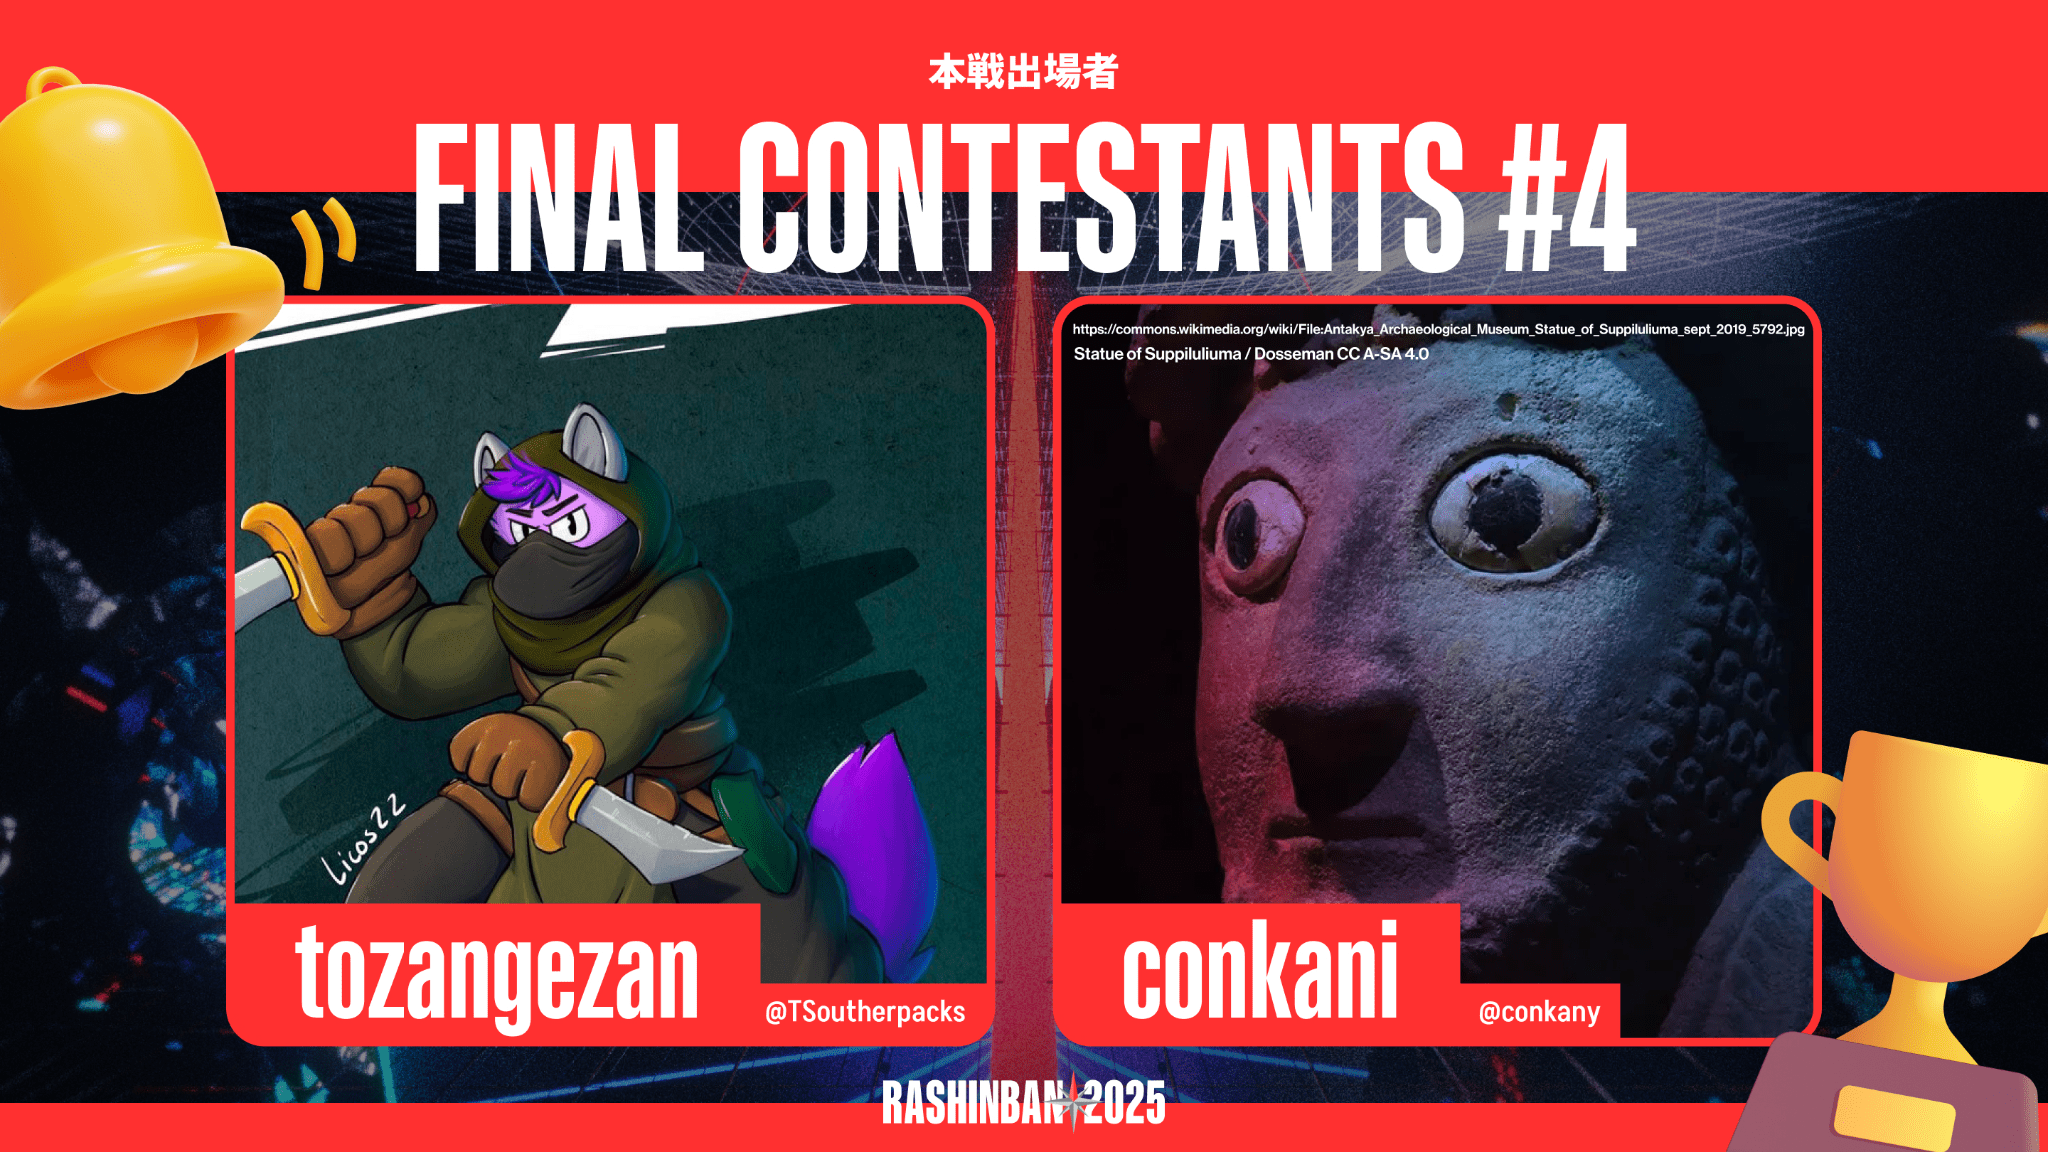 本戦出場者
FINAL CONTESTANTS #4
https://commons.wikimedia.org/wiki/File:Antakya_Archaeological_Museum_Statue_of_Suppiluliuma_sept_2019_5792.jpg
Statue of Suppiluliuma / Dosseman CC A-SA 4.0
Licos22
tozangezan
@TSoutherpacks
conkani
@conkany
RASHINBAN 2025